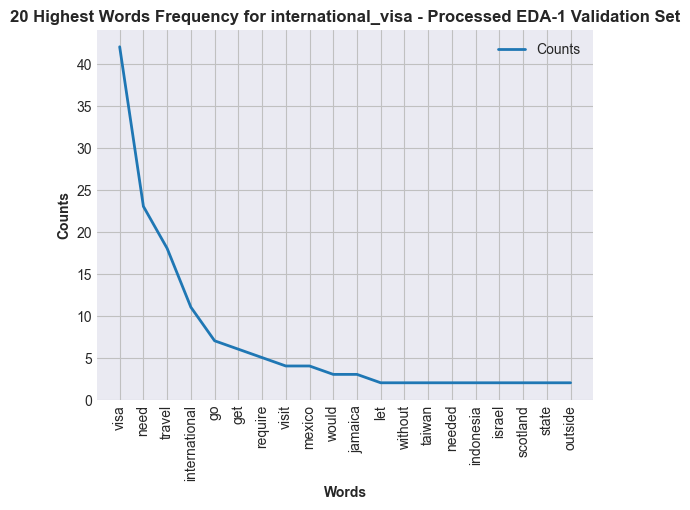 20 Highest Words Frequency for international_visa - Processed EDA-1 Validation Set
Counts
40
35
30
25
20
15
10
5
0
Counts
visa
need
travel
international
go
get
require
visit
mexico
would
jamaica
let
without
taiwan
needed
indonesia
israel
scotland
state
outside
Words